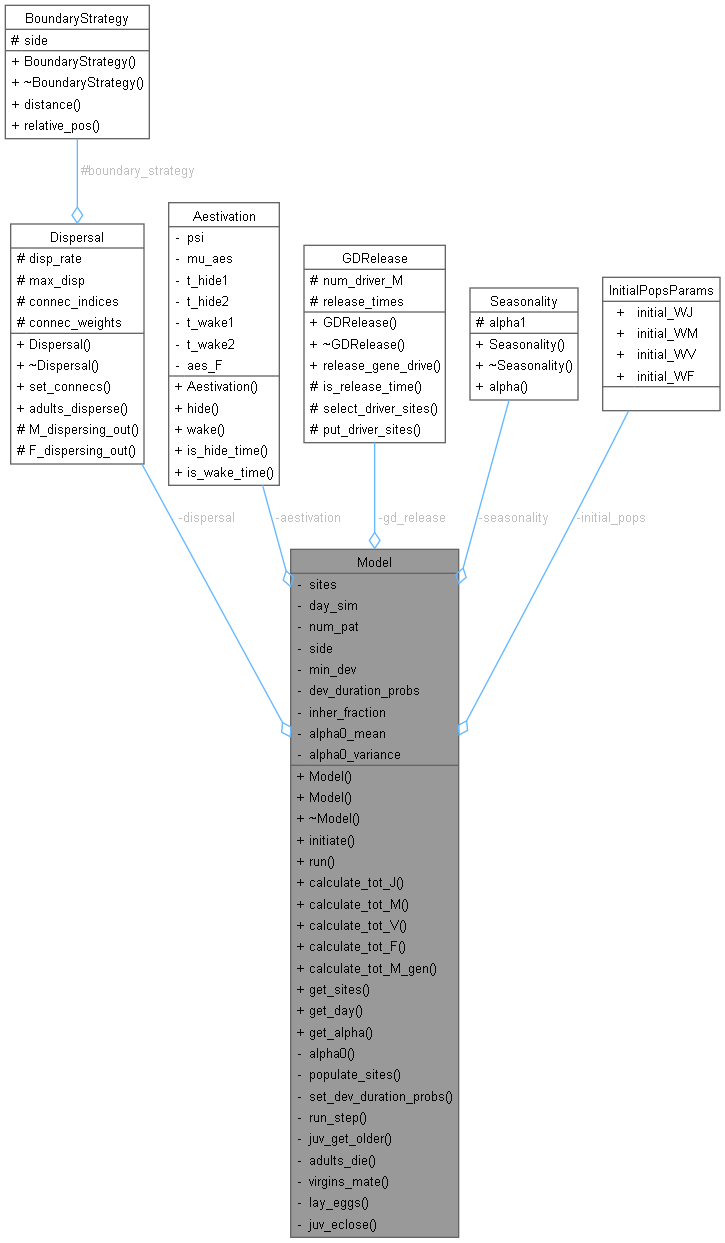 BoundaryStrategy
# side
+ BoundaryStrategy()
+ ~BoundaryStrategy()
+ distance()
+ relative_pos()
#boundary_strategy
Dispersal
# disp_rate
# max_disp
# connec_indices
# connec_weights
+ Dispersal()
+ ~Dispersal()
+ set_connecs()
+ adults_disperse()
# M_dispersing_out()
# F_dispersing_out()
Aestivation
- psi
- mu_aes
- t_hide1
- t_hide2
- t_wake1
- t_wake2
- aes_F
+ Aestivation()
+ hide()
+ wake()
+ is_hide_time()
+ is_wake_time()
GDRelease
# num_driver_M
# release_times
+ GDRelease()
+ ~GDRelease()
+ release_gene_drive()
# is_release_time()
# select_driver_sites()
# put_driver_sites()
Seasonality
# alpha1
+ Seasonality()
+ ~Seasonality()
+ alpha()
InitialPopsParams
+ initial_WJ
+ initial_WM
+ initial_WV
+ initial_WF
-dispersal
-aestivation
-gd_release
-seasonality
-initial_pops
Model
- sites
- day_sim
- num_pat
- side
- min_dev
- dev_duration_probs
- inher_fraction
- alpha0_mean
- alpha0_variance
+ Model()
+ Model()
+ ~Model()
+ initiate()
+ run()
+ calculate_tot_J()
+ calculate_tot_M()
+ calculate_tot_V()
+ calculate_tot_F()
+ calculate_tot_M_gen()
+ get_sites()
+ get_day()
+ get_alpha()
- alpha0()
- populate_sites()
- set_dev_duration_probs()
- run_step()
- juv_get_older()
- adults_die()
- virgins_mate()
- lay_eggs()
- juv_eclose()